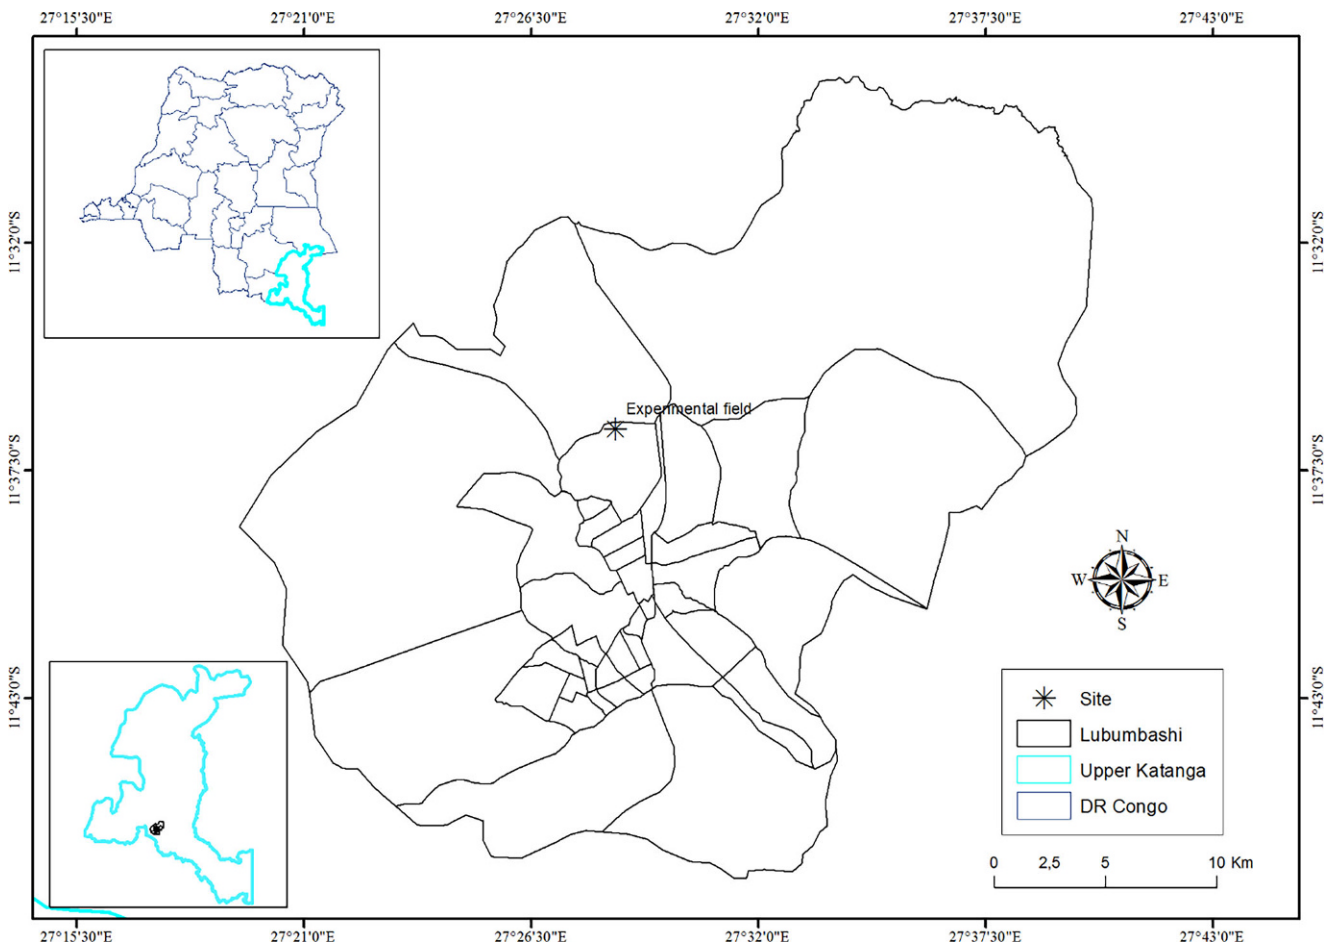 27°15'30"E 27°21'0"E 27°26'30"E 27°32'0"E 27°37'30"E 27°43'0"E
11°32'0"S 11°32'0"S
Experimental field
11°37'30"S 11°37'30"S
N
W E
S
11°43'0"S 11°43'0"S
Site
Lubumbashi
Upper Katanga
DR Congo
0 2,5 5 10 Km
27°15'30"E 27°21'0"E 27°26'30"E 27°32'0"E 27°37'30"E 27°43'0"E